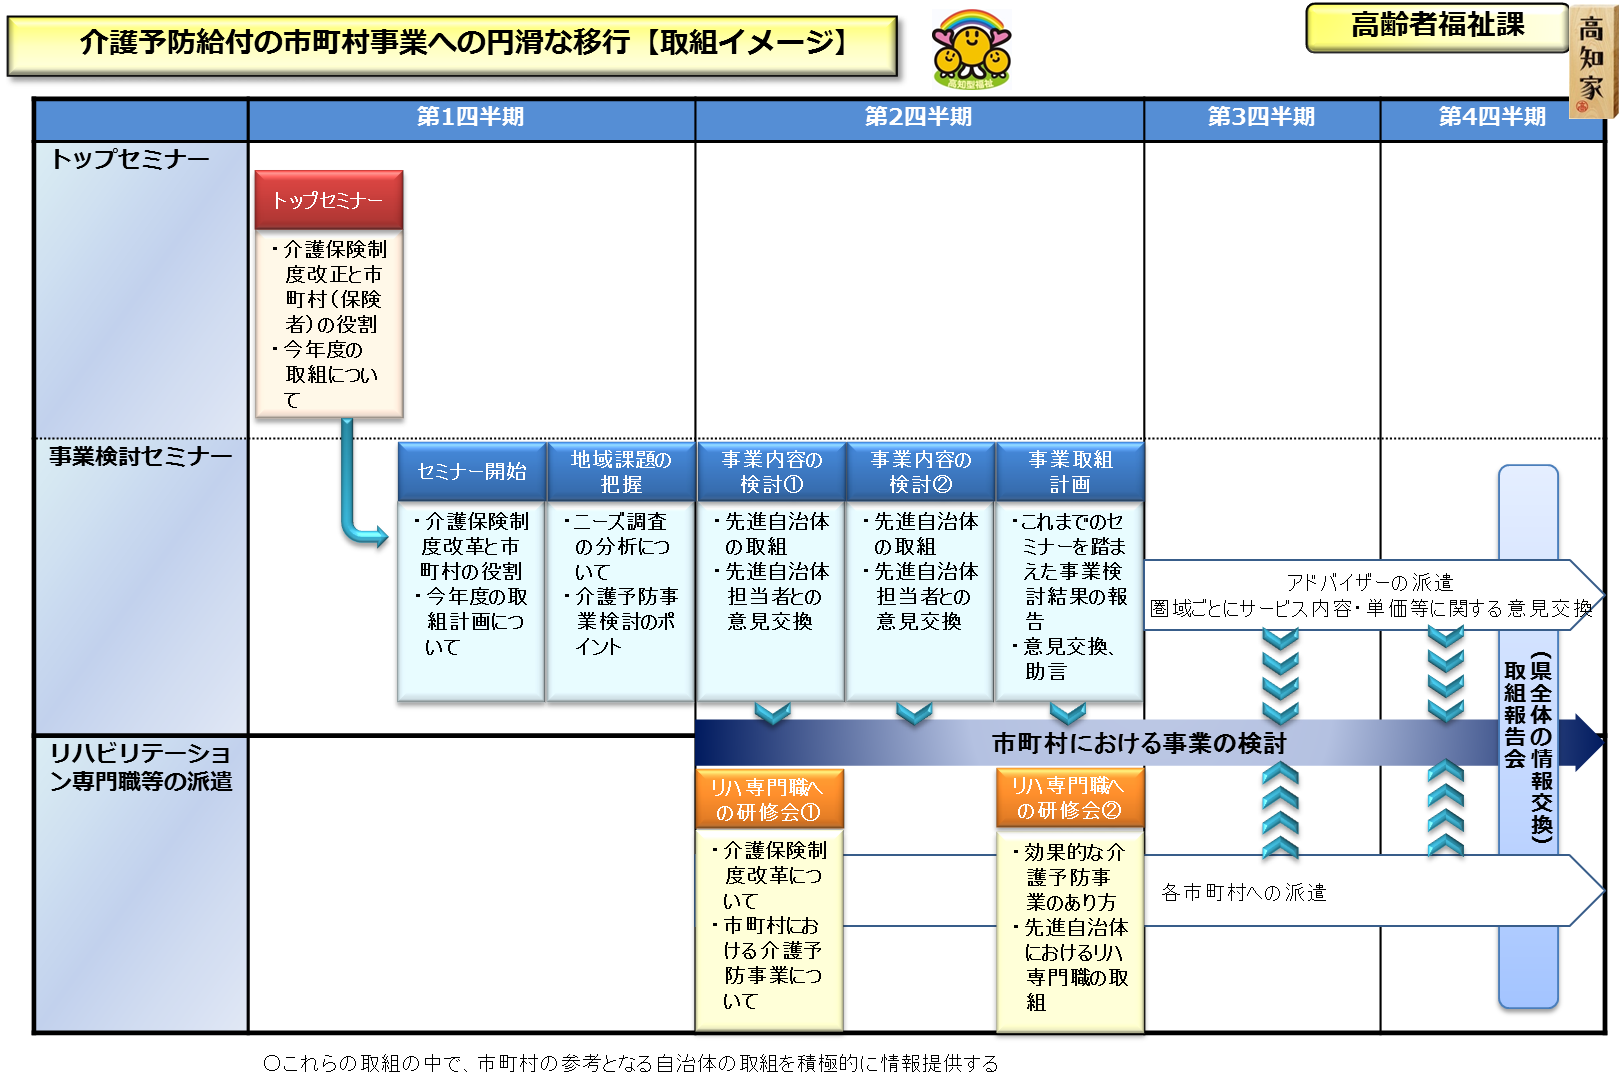 介護予防給付の市町村事業への円滑な移行【取組イメージ】
高知型福祉
高齢者福祉課
高知家
第1四半期
第2四半期
第3四半期
第4四半期
トップセミナー
トップセミナー
・介護保険制
度改正と市
町村（保険
者）の役割
・今年度の
取組につい
て
事業検討セミナー
セミナー開始
・介護保険制
度改革と市
町村の役割
・今年度の取
組計画につ
いて
地域課題の
把握
・ニーズ調査
の分析につ
いて
・介護予防事
業検討のポ
イント
事業内容の
検討①
・先進自治体
の取組
・先進自治体
担当者との
意見交換
事業内容の
検討②
・先進自治体
の取組
・先進自治体
担当者との
意見交換
事業取組
計画
・これまでのセ
ミナーを踏ま
えた事業検
討結果の報
告
・意見交換、
助言
アドバイザーの派遣
圏域ごとにサービス内容・単価等に関する意見交換
市町村における事業の検討
（県全体の情報交換）
取組報告会
リハビリテーショ
ン専門職等の派遣
リハ専門職へ
の研修会①
・介護保険制
度改革につ
いて
・市町村にお
ける介護予
防事業につ
いて
リハ専門職へ
の研修会②
・効果的な介
護予防事
業のあり方
・先進自治体
におけるリハ
専門職の取
組
各市町村への派遣
○これらの取組の中で、市町村の参考となる自治体の取組を積極的に情報提供する